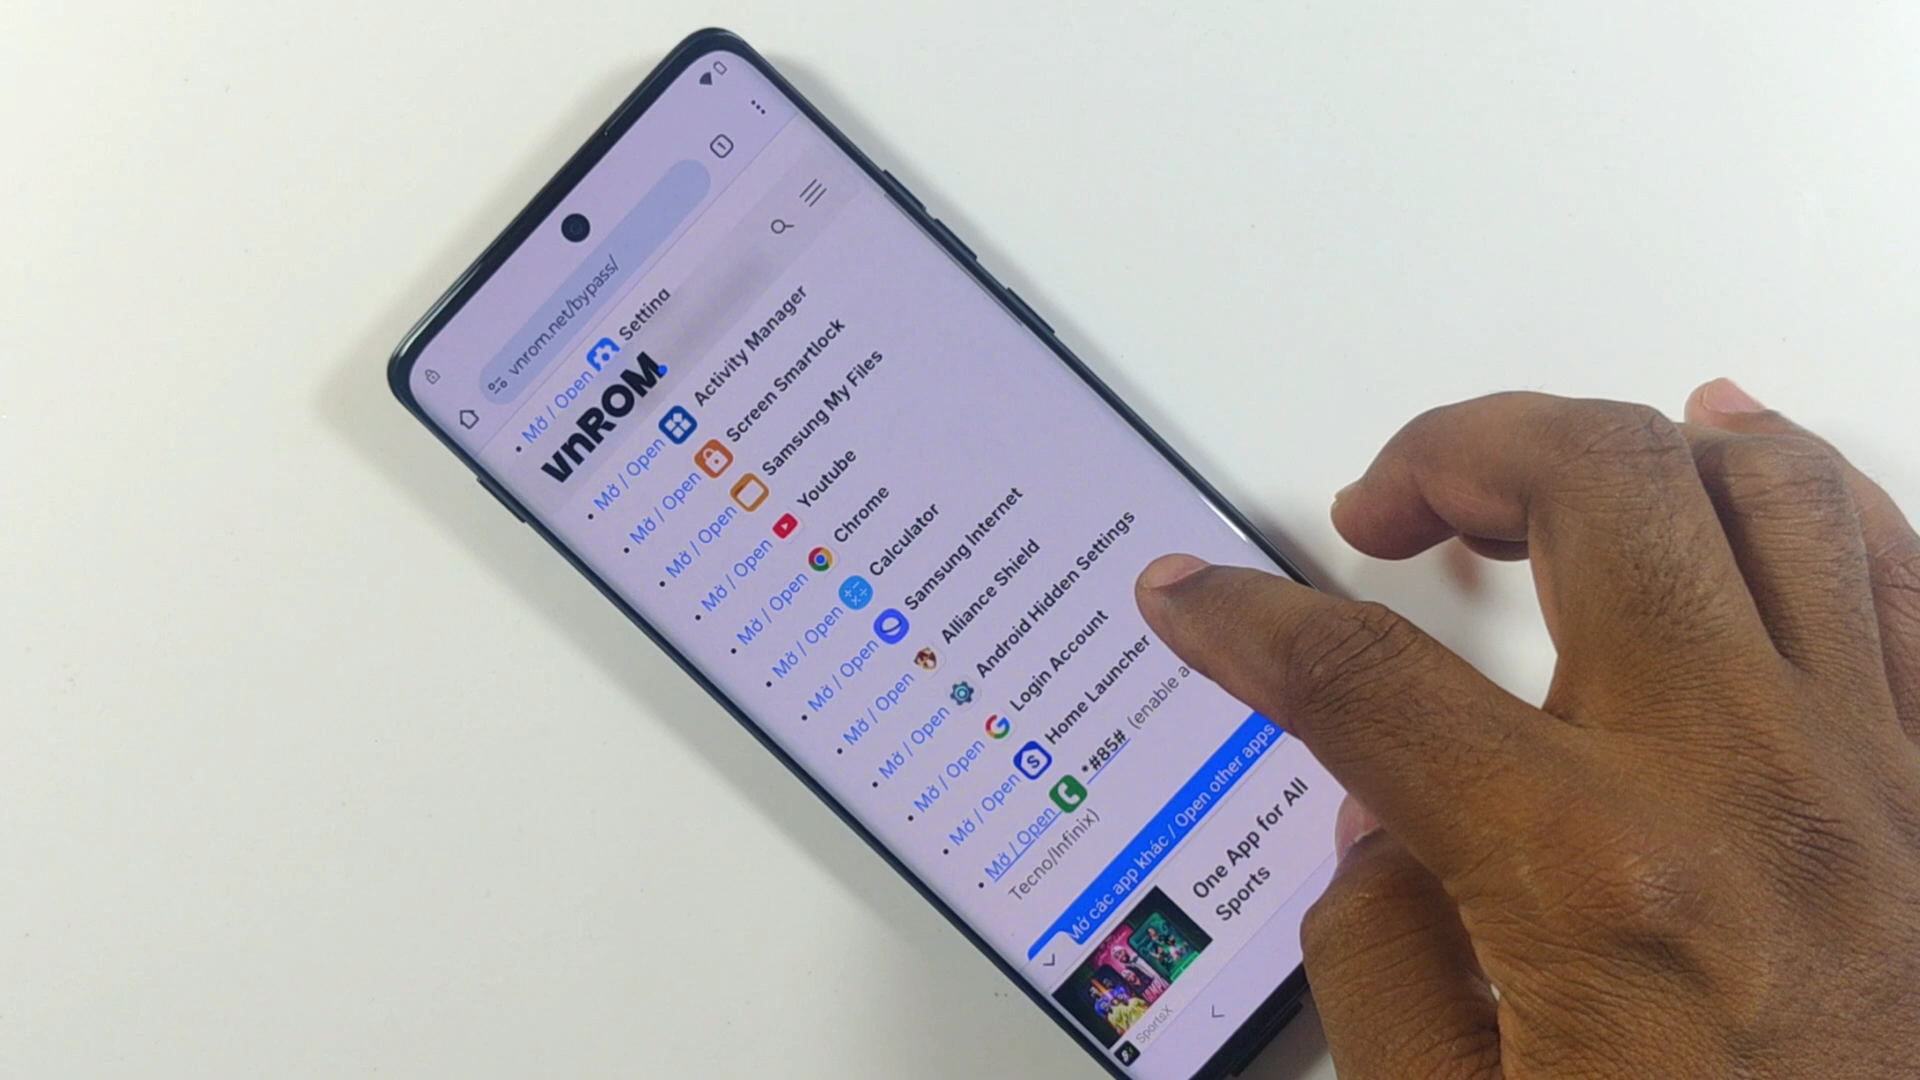 1
vnrom.net/bypass/
Mở / Open Setting
vnROM
Mở / Open Activity Manager
Mở / Open Screen Smartlock
Mở / Open Samsung My Files
Mở / Open Youtube
Mở / Open Chrome
Mở / Open Calculator
Mở / Open Samsung Internet
Mở / Open Alliance Shield
Mở / Open Android Hidden Settings
Mở / Open Login Account
Mở / Open Home Launcher
Mở / Open *#85# (enable a
Tecno/Infinix)
Mở các app khác / Open other apps
One App for All
Sports
SportsX